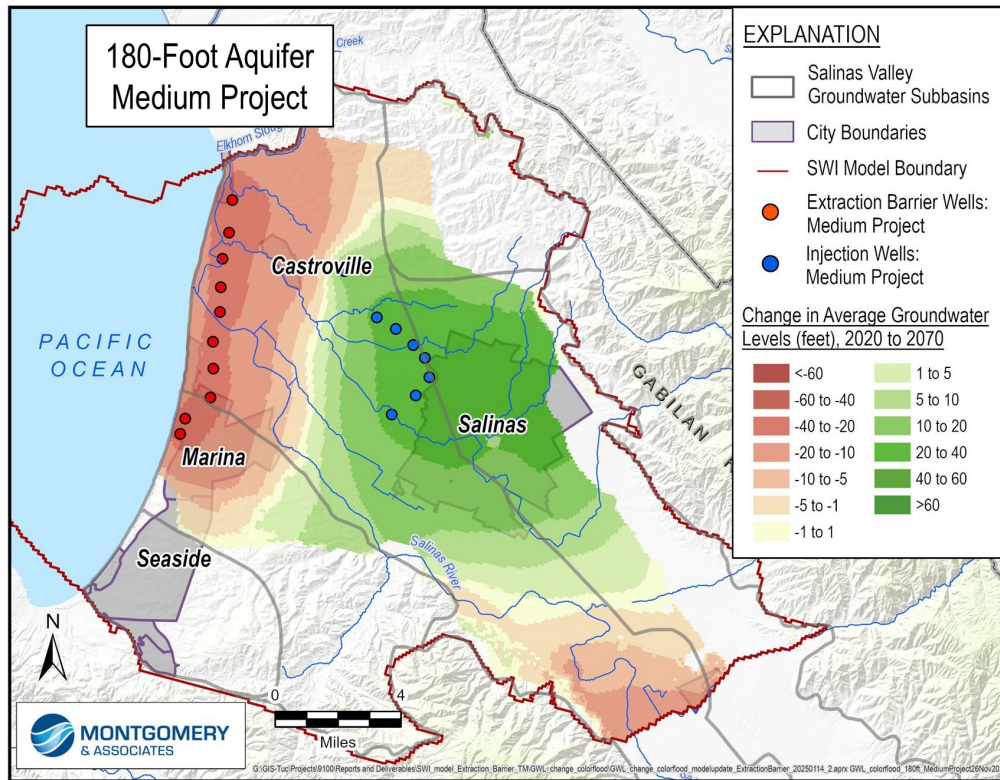 180-Foot Aquifer
Medium Project
Creek
Elkhorn Sloug
Castroville
PACIFIC
OCEAN
Marina
Salinas
Seaside
Salinas
River
GABILAN
N
0
4
Miles
MONTGOMERY
& ASSOCIATES
EXPLANATION
Salinas Valley
Groundwater Subbasins
City Boundaries
SWI Model Boundary
Extraction Barrier Wells:
Medium Project
Injection Wells:
Medium Project
Change in Average Groundwater
Levels (feet), 2020 to 2070
<-60
-60 to -40
-40 to -20
-20 to -10
-10 to -5
-5 to -1
-1 to 1
1 to 5
5 to 10
10 to 20
20 to 40
40 to 60
>60